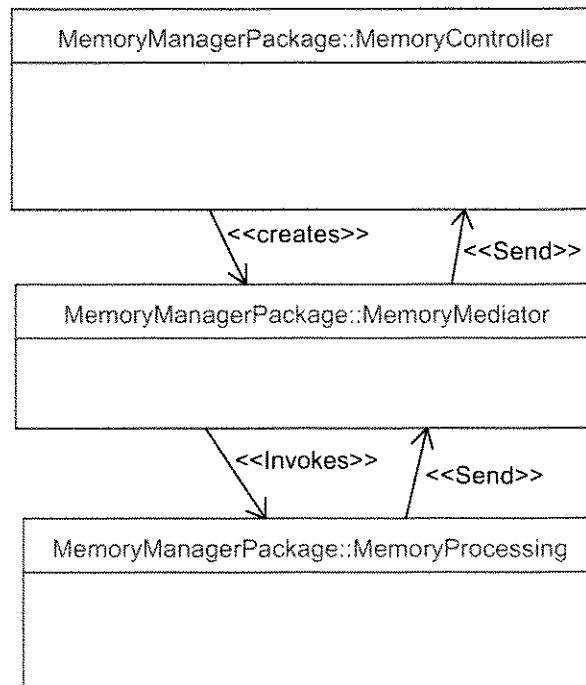 MemoryManagerPackage::MemoryController
<<creates>>
<<Send>>
MemoryManagerPackage::MemoryMediator
<<Invokes>>
<<Send>>
MemoryManagerPackage::MemoryProcessing